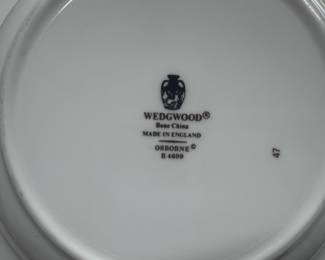 WEDGWOOD®
Bone China
MADE IN ENGLAND
OSBORNE©
R 4699
47